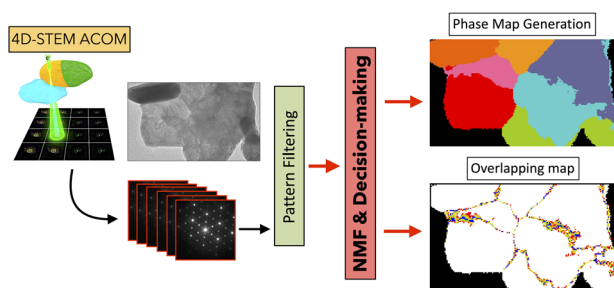 4D-STEM ACOM
Pattern Filtering
NMF & Decision-making
Phase Map Generation
Overlapping map